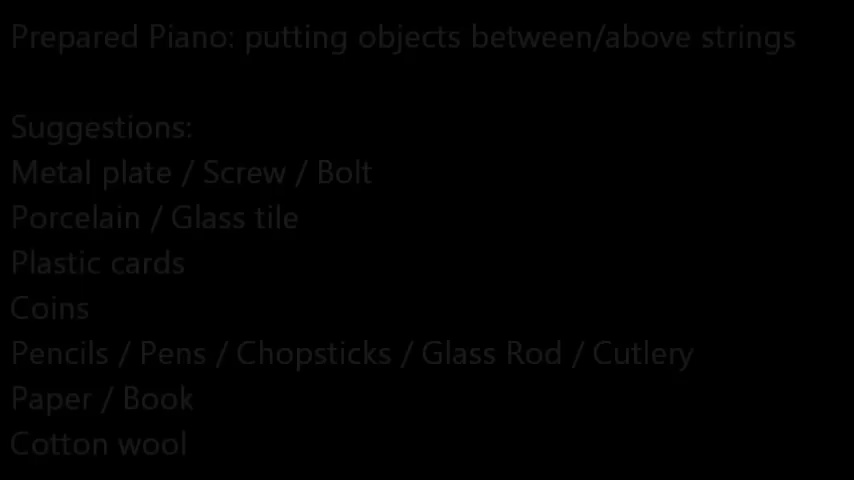 Prepared Piano: putting objects between/above strings
Suggestions:
Metal plate / Screw / Bolt
Porcelain / Glass tile
Plastic cards
Coins
Pencils / Pens / Chopsticks / Glass Rod / Cutlery
Paper / Book
Cotton wool